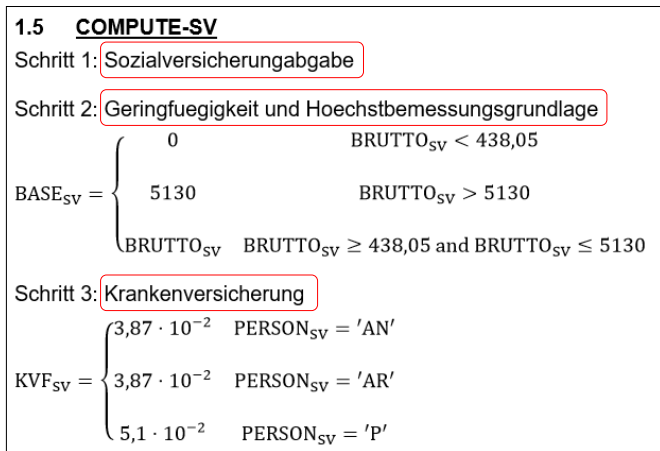 1.5 COMPUTE-SV
Schritt 1: Sozialversicherungabgabe
Schritt 2: Geringfuegigkeit und Hoechstbemessungsgrundlage
0 BRUTTO_SV < 438,05
BASE_SV = { 5130 BRUTTO_SV > 5130
BRUTTO_SV BRUTTO_SV ≥ 438,05 and BRUTTO_SV ≤ 5130
Schritt 3: Krankenversicherung
3,87 · 10⁻² PERSON_SV = 'AN'
KVF_SV = { 3,87 · 10⁻² PERSON_SV = 'AR'
5,1 · 10⁻² PERSON_SV = 'P'